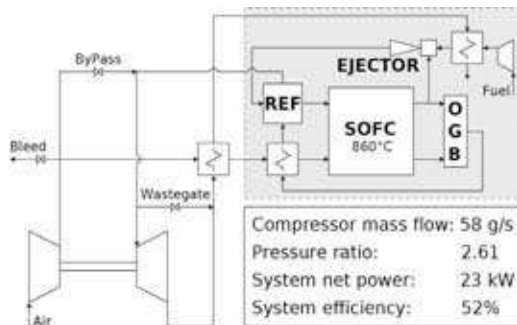 ByPass
EJECTOR
Fuel
REF
SOFC
860°C
O
G
B
Bleed
Wastegate
Air
Compressor mass flow: 58 g/s
Pressure ratio: 2.61
System net power: 23 kW
System efficiency: 52%